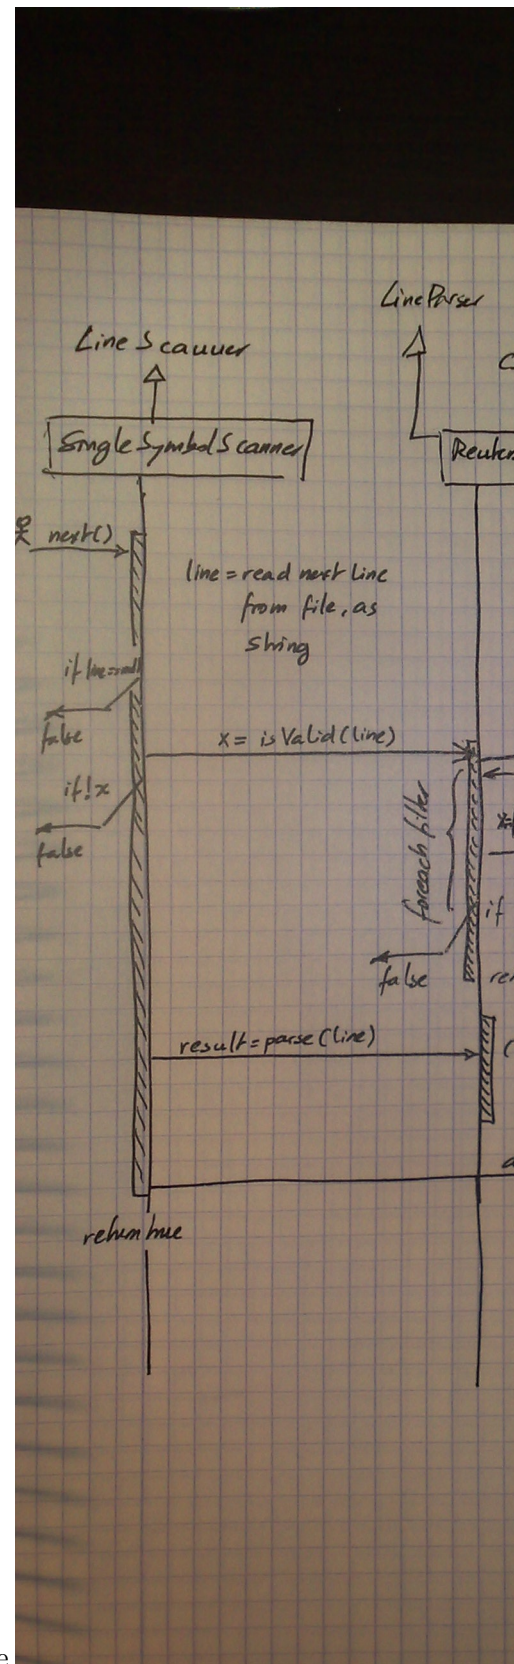 LineParser
LineScanner
SingleSymbolScanner
next()
line = read next line
from file, as
string
if line=null
false
x = isValid(line)
if !x
false
foreach filter
if
false
result=parse(line)
return true
e